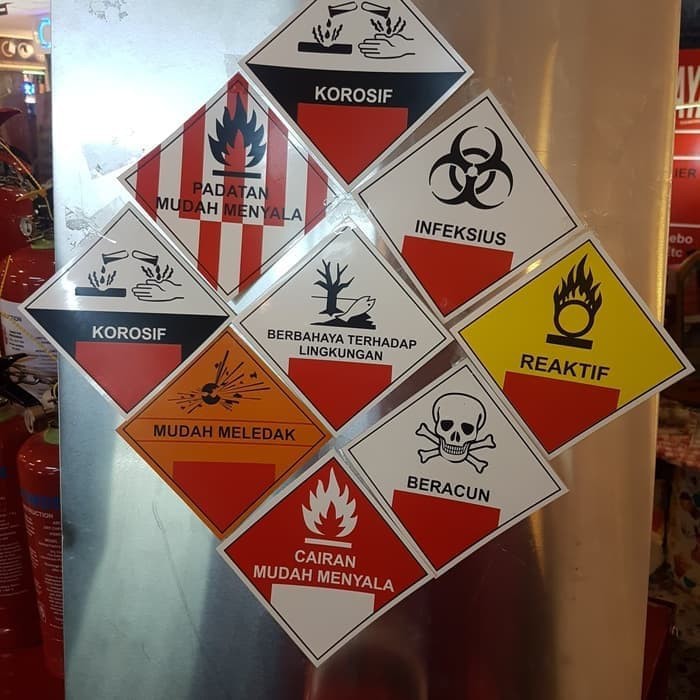 KOROSIF
PADATAN
MUDAH MENYALA
INFEKSIUS
KOROSIF
BERBAHAYA TERHADAP
LINGKUNGAN
REAKTIF
MUDAH MELEDAK
BERACUN
CAIRAN
MUDAH MENYALA